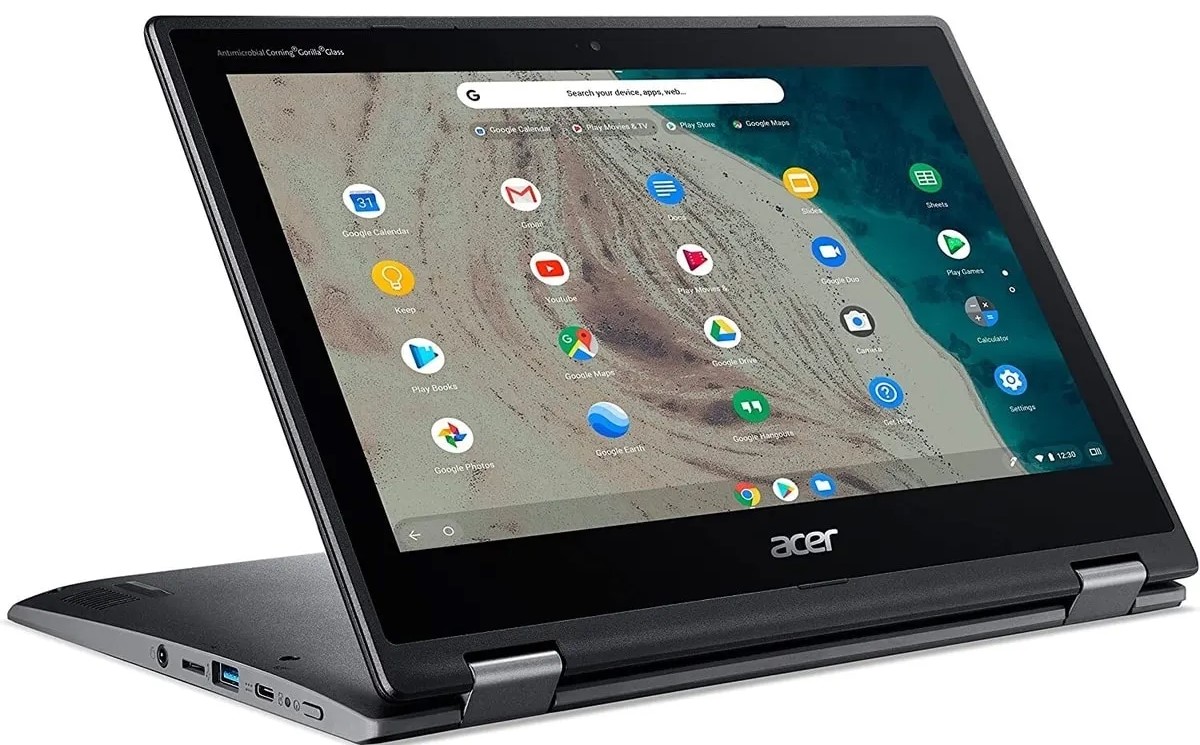 Antimicrobial Corning® Gorilla® Glass
G
Search your device, apps, web...
Google Calendar Play Movies & TV Play Store Google Maps
31
Google Calendar
Gmail
Docs
Slides
Sheets
Keep
Youtube
Play Movies &
Google Duo
Play Games
Play Books
G
Google Maps
Google Drive
Camera
Calculator
Google Photos
Google Earth
Google Hangouts
?
Get Help
Settings
12:30
acer